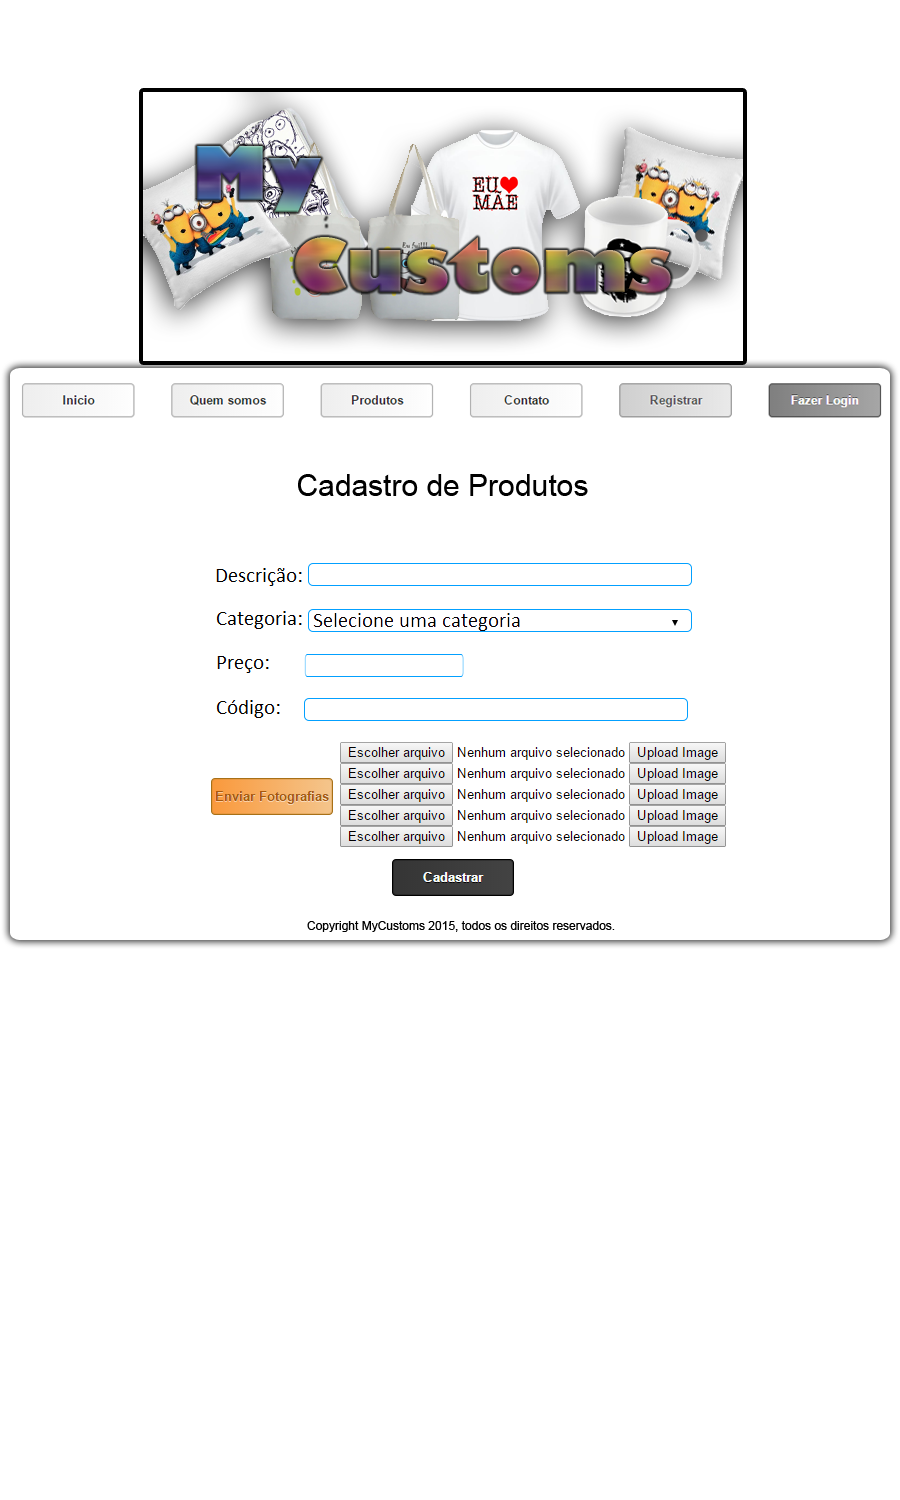 My
Customs
EU ♥
MÃE
Eu fui!!!!
Inicio
Quem somos
Produtos
Contato
Registrar
Fazer Login
Cadastro de Produtos
Descrição:
Categoria: Selecione uma categoria ▼
Preço:
Código:
Escolher arquivo Nenhum arquivo selecionado Upload Image
Escolher arquivo Nenhum arquivo selecionado Upload Image
Enviar Fotografias
Escolher arquivo Nenhum arquivo selecionado Upload Image
Escolher arquivo Nenhum arquivo selecionado Upload Image
Escolher arquivo Nenhum arquivo selecionado Upload Image
Cadastrar
Copyright MyCustoms 2015, todos os direitos reservados.